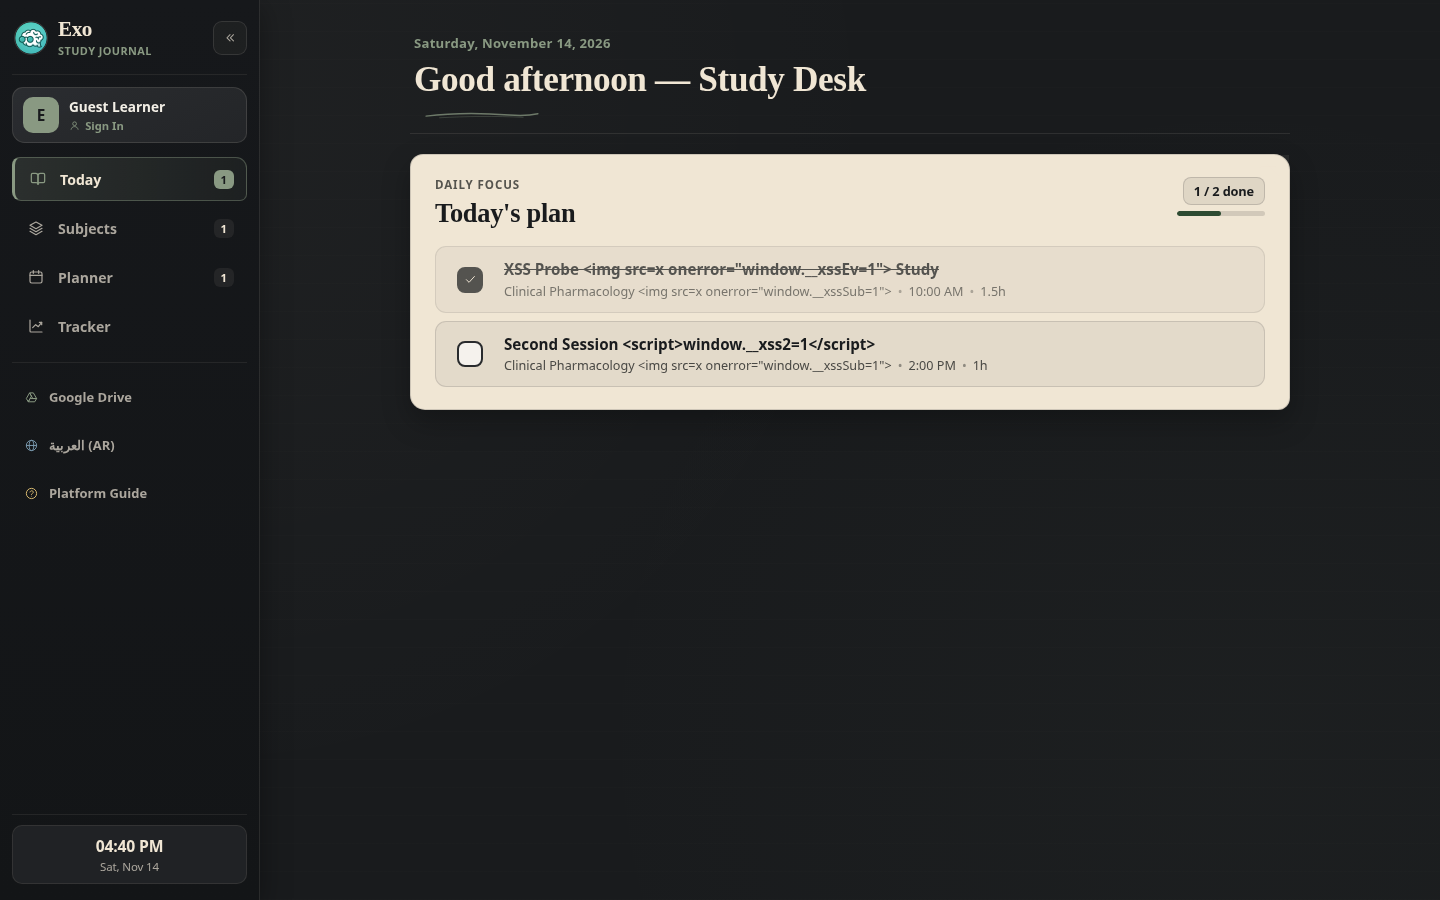 Exo
STUDY JOURNAL
E
Guest Learner
Sign In
Today 1
Subjects 1
Planner 1
Tracker
Google Drive
العربية (AR)
Platform Guide
04:40 PM
Sat, Nov 14
Saturday, November 14, 2026
Good afternoon — Study Desk
DAILY FOCUS
Today's plan
1 / 2 done
XSS Probe <img src=x onerror="window.__xssEv=1"> Study
Clinical Pharmacology <img src=x onerror="window.__xssSub=1"> • 10:00 AM • 1.5h
Second Session <script>window.__xss2=1</script>
Clinical Pharmacology <img src=x onerror="window.__xssSub=1"> • 2:00 PM • 1h